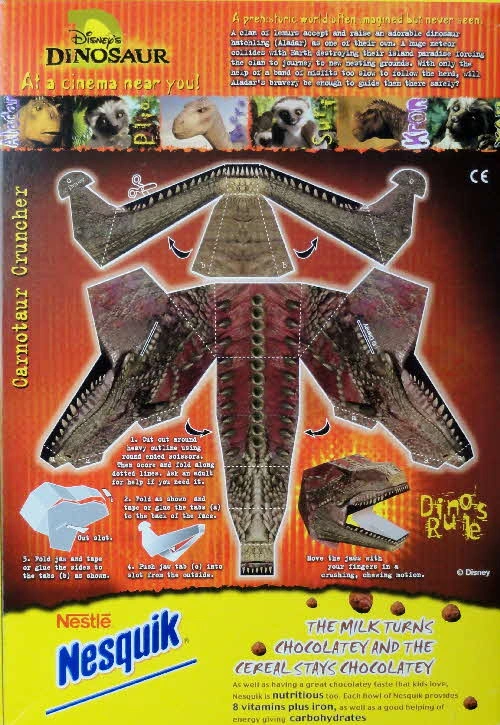 Disney's
DINOSAUR
At a cinema near you!
A prehistoric world often imagined but never seen.
A clan of lemurs accept and raise an adorable dinosaur
hatchling (Aladar) as one of their own. A huge meteor
collides with Earth destroying their island paradise forcing
the clan to journey to new nesting grounds. With only the
help of a band of misfits too slow to follow the herd, will
Aladar's bravery be enough to guide them there safely?
Aladar
Suri
Kron
CE
Carnotaur Cruncher
1. Cut out around
heavy outline using
round ended scissors.
Then score and fold along
dotted lines. Ask an adult
for help if you need it.
2. Fold as shown and
tape or glue the tabs (a)
to the back of the face.
Cut slot.
3. Fold jaw and tape
or glue the sides to
the tabs (b) as shown.
4. Push jaw tab (c) into
slot from the outside.
Move the jaws with
your fingers in a
crushing, chewing motion.
Dino's
Rule
© Disney
Nestlé
Nesquik
THE MILK TURNS
CHOCOLATEY AND THE
CEREAL STAYS CHOCOLATEY
As well as having a great chocolatey taste that kids love,
Nesquik is nutritious too. Each bowl of Nesquik provides
8 vitamins plus iron, as well as a good helping of
energy giving carbohydrates